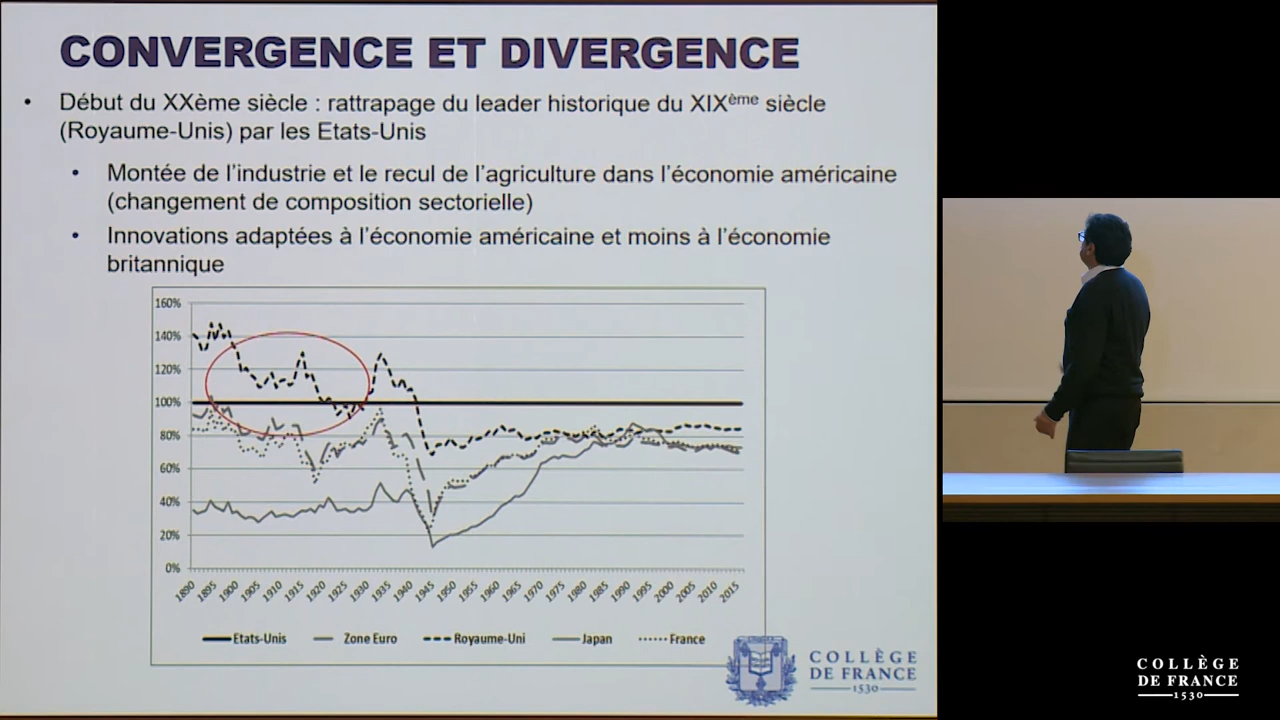 CONVERGENCE ET DIVERGENCE
• Début du XXème siècle : rattrapage du leader historique du XIXème siècle
(Royaume-Unis) par les Etats-Unis
• Montée de l'industrie et le recul de l'agriculture dans l'économie américaine
(changement de composition sectorielle)
• Innovations adaptées à l'économie américaine et moins à l'économie
britannique
160%
140%
120%
100%
80%
60%
40%
20%
0%
1890 1895 1900 1905 1910 1915 1920 1925 1930 1935 1940 1945 1950 1955 1960 1965 1970 1975 1980 1985 1990 1995 2000 2005 2010 2015
Etats-Unis Zone Euro Royaume-Uni Japan France
COLLÈGE
DE FRANCE
1530
COLLÈGE
DE FRANCE
1530